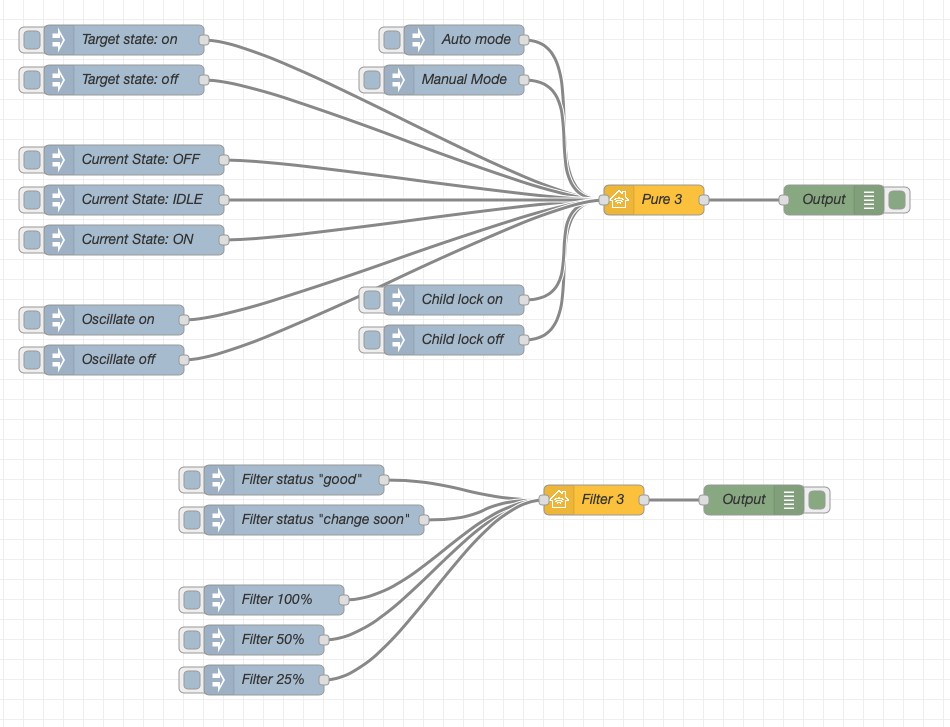 Target state: on
Auto mode
Target state: off
Manual Mode
Current State: OFF
Current State: IDLE
Pure 3
Output
Current State: ON
Child lock on
Oscillate on
Child lock off
Oscillate off
Filter status "good"
Filter 3
Output
Filter status "change soon"
Filter 100%
Filter 50%
Filter 25%